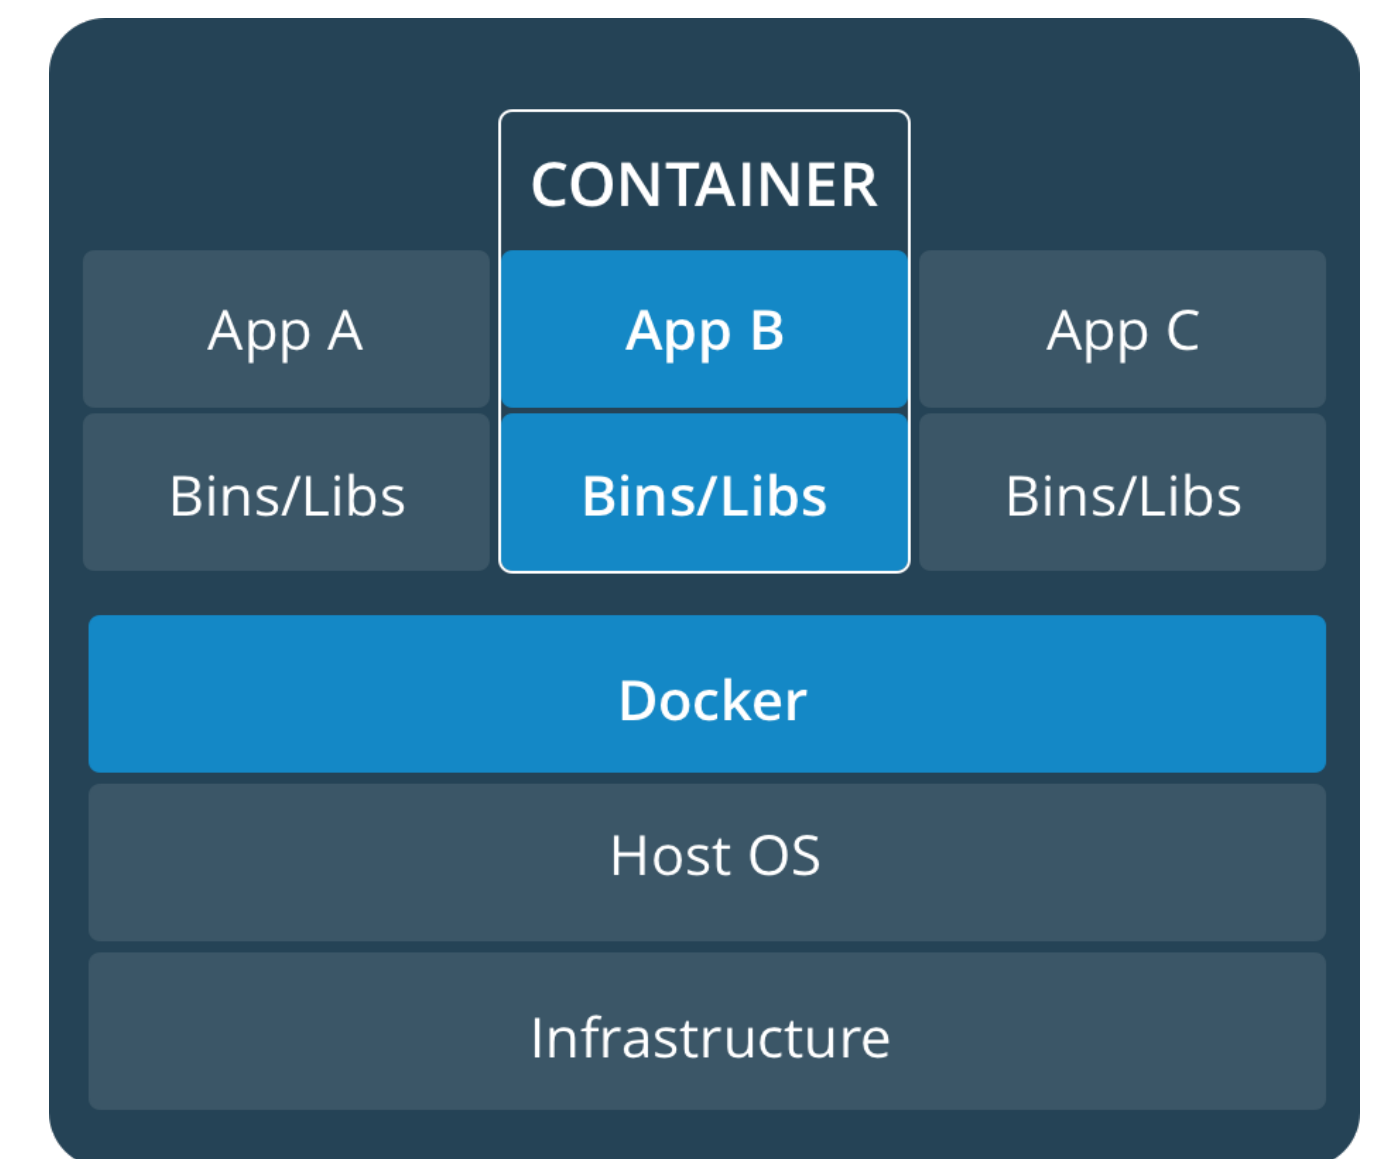 CONTAINER
App A
App B
App C
Bins/Libs
Bins/Libs
Bins/Libs
Docker
Host OS
Infrastructure